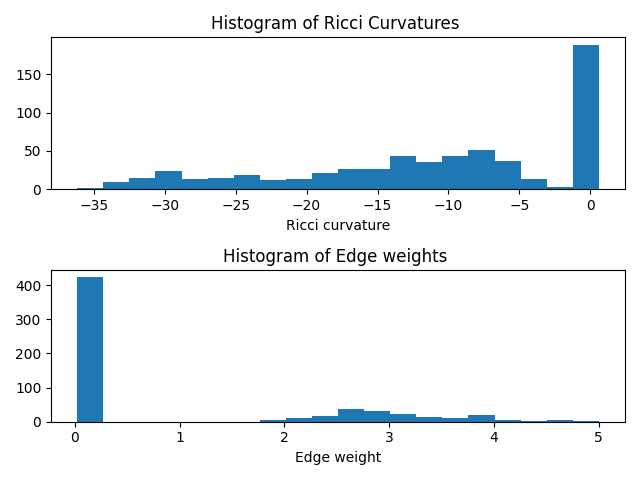 Histogram of Ricci Curvatures
150
100
50
0
−35 −30 −25 −20 −15 −10 −5 0
Ricci curvature
Histogram of Edge weights
400
300
200
100
0
0 1 2 3 4 5
Edge weight